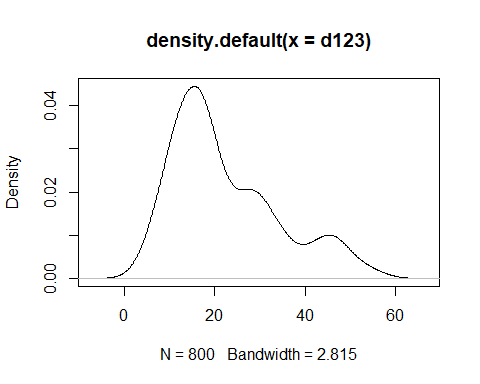 density.default(x = d123)
Density
0.04
0.02
0.00
0 20 40 60
N = 800 Bandwidth = 2.815